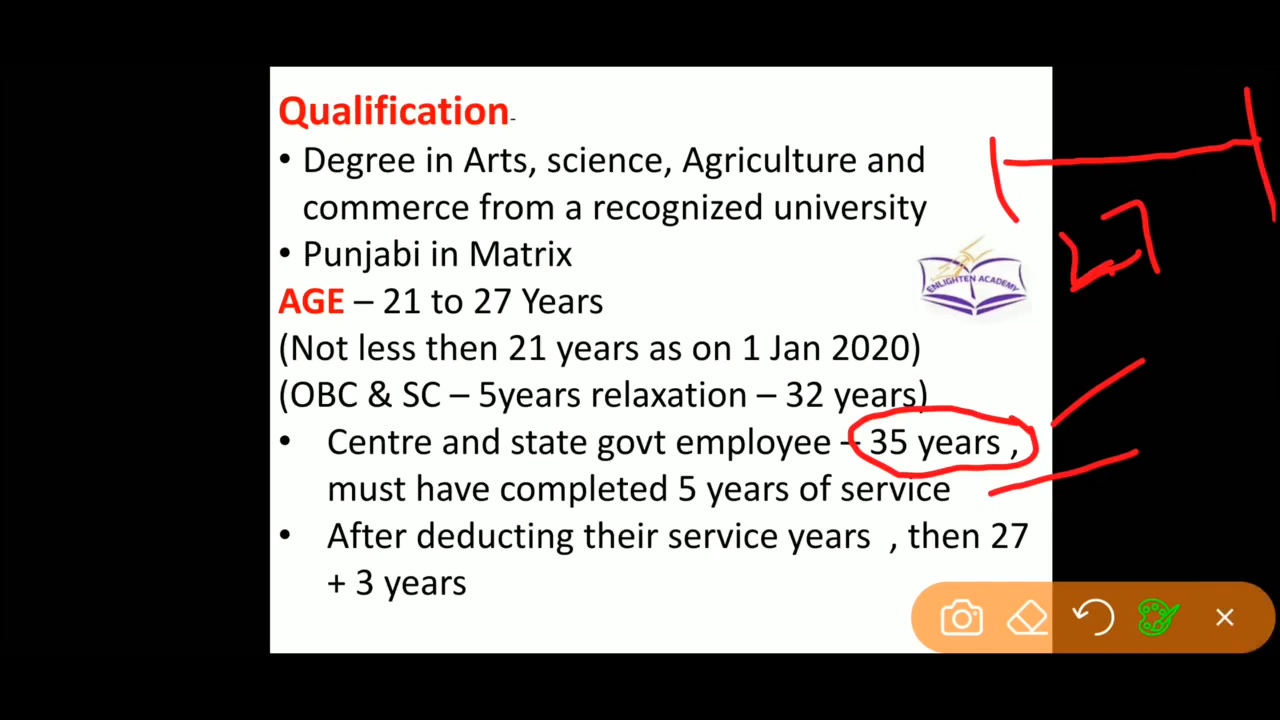 Qualification-
• Degree in Arts, science, Agriculture and
commerce from a recognized university
• Punjabi in Matrix
AGE – 21 to 27 Years
(Not less then 21 years as on 1 Jan 2020)
(OBC & SC – 5years relaxation – 32 years)
• Centre and state govt employee – 35 years ,
must have completed 5 years of service
• After deducting their service years , then 27
+ 3 years
ENLIGHTEN ACADEMY
27